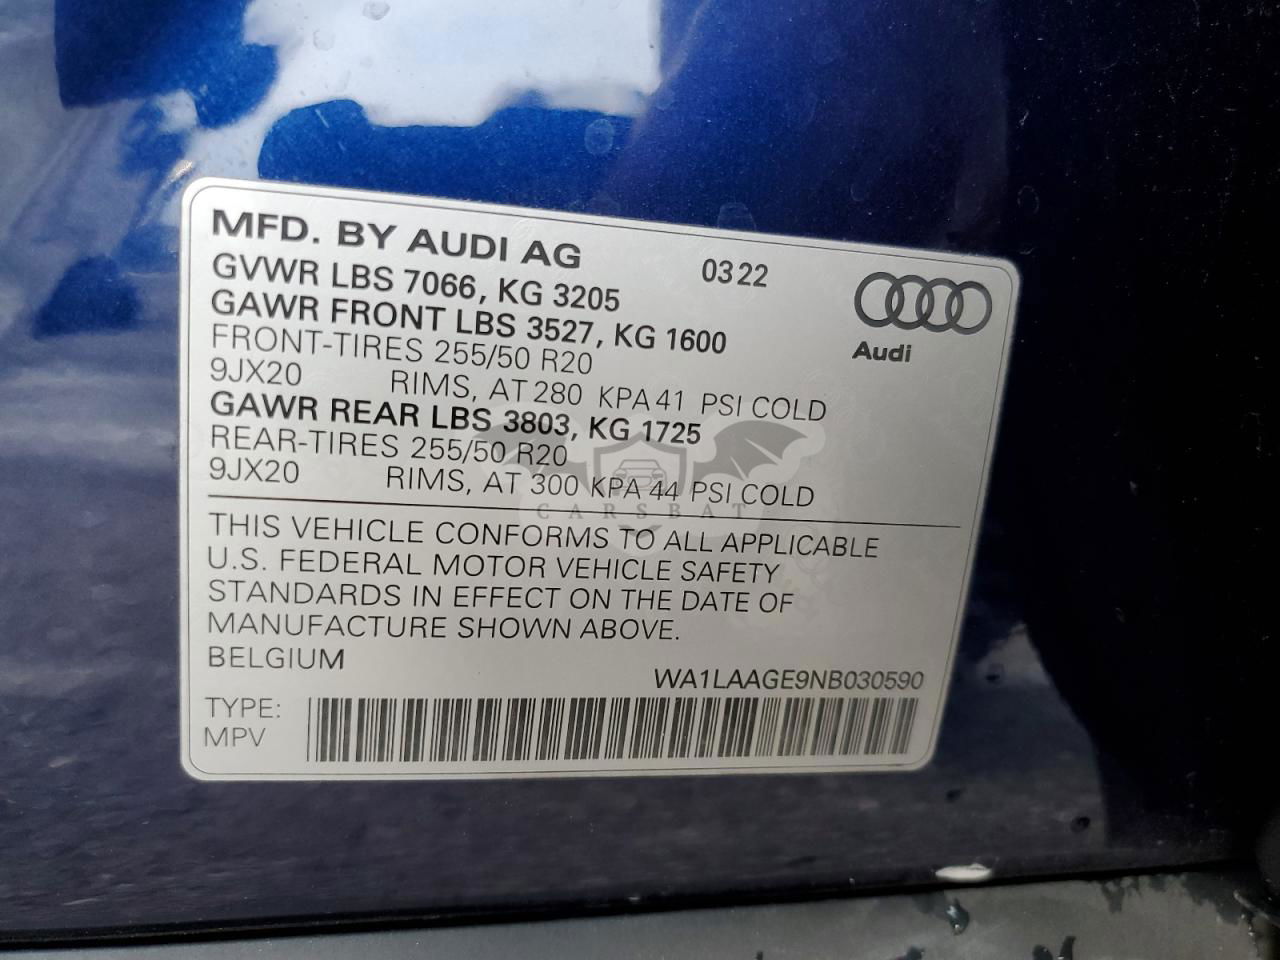 MFD. BY AUDI AG 03 22
GVWR LBS 7066, KG 3205
GAWR FRONT LBS 3527, KG 1600
Audi
FRONT-TIRES 255/50 R20
9JX20 RIMS, AT 280 KPA 41 PSI COLD
GAWR REAR LBS 3803, KG 1725
REAR-TIRES 255/50 R20
9JX20 RIMS, AT 300 KPA 44 PSI COLD
CARSBAT
THIS VEHICLE CONFORMS TO ALL APPLICABLE
U.S. FEDERAL MOTOR VEHICLE SAFETY
STANDARDS IN EFFECT ON THE DATE OF
MANUFACTURE SHOWN ABOVE.
BELGIUM WA1LAAGE9NB030590
TYPE:
MPV